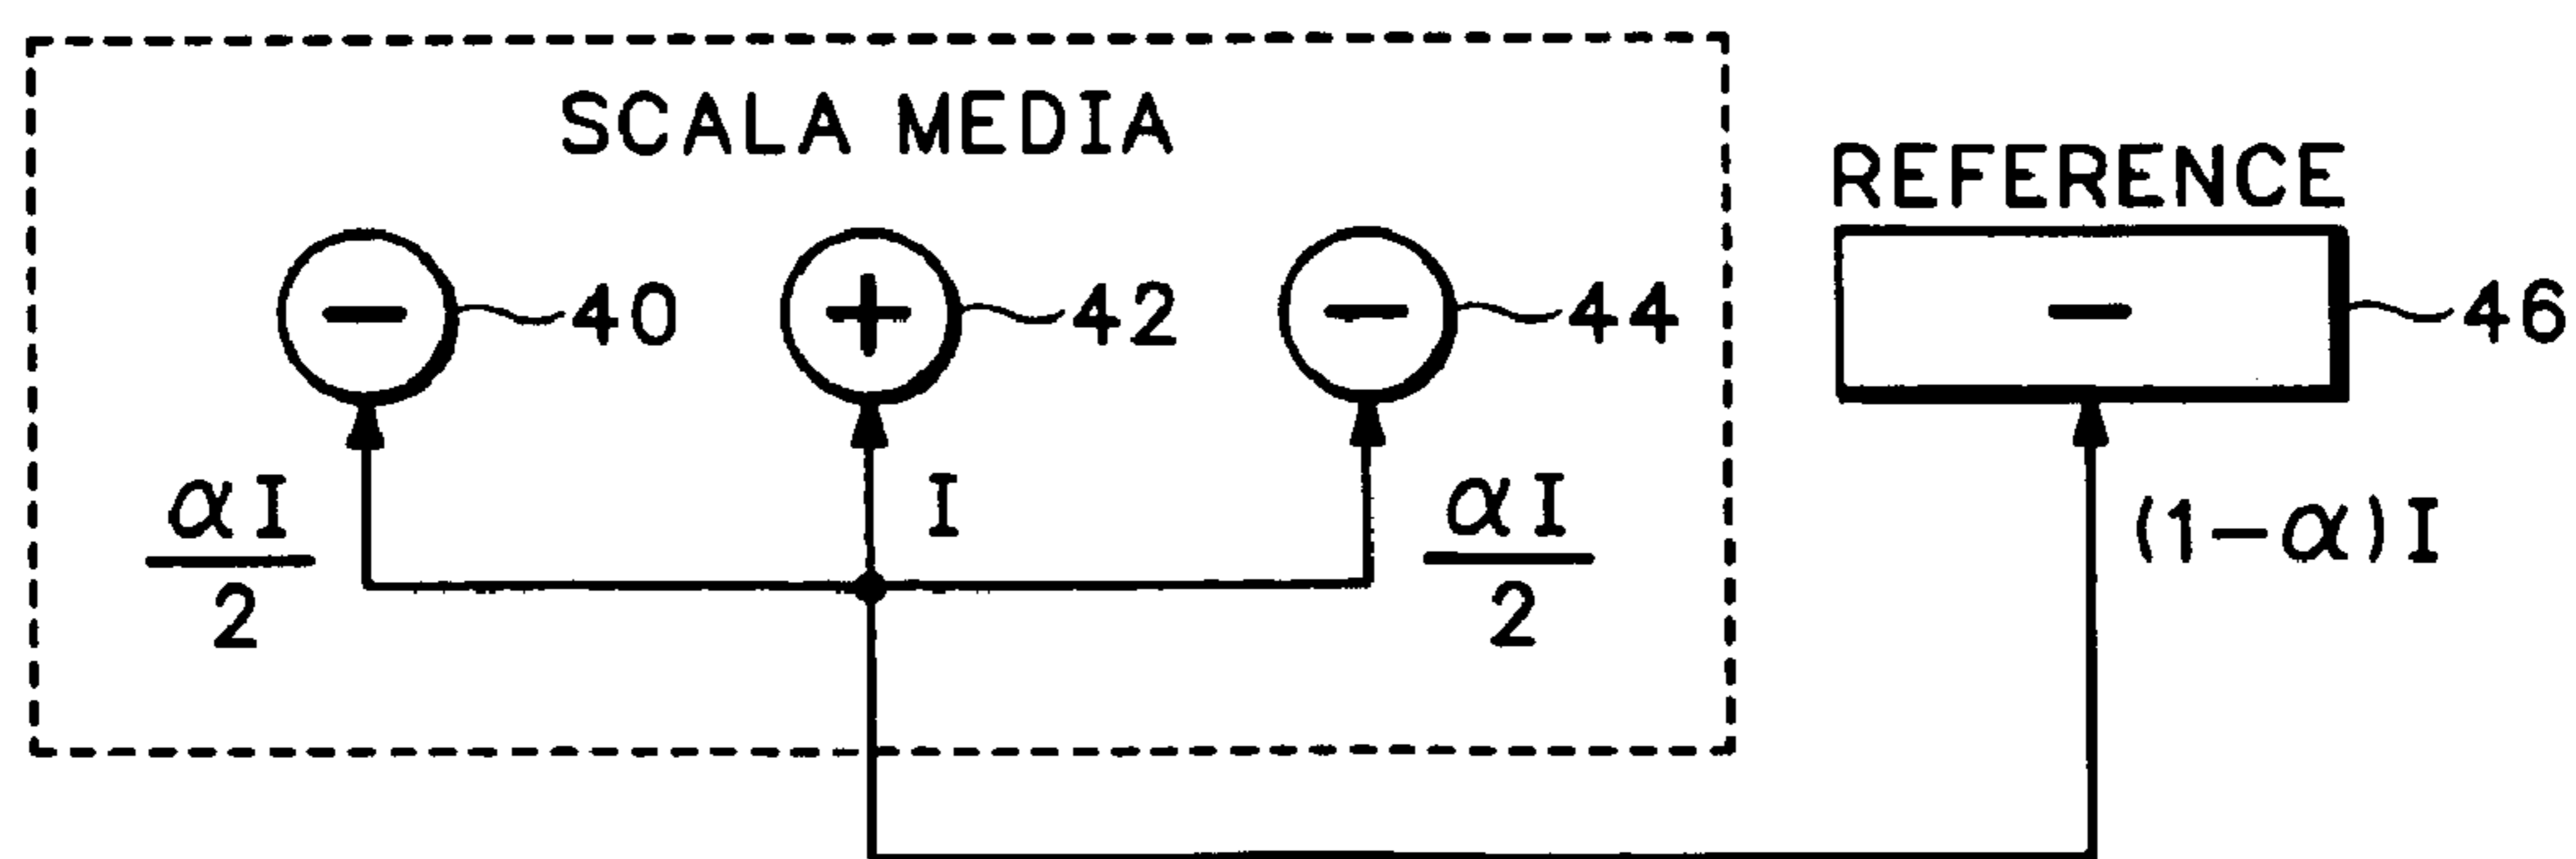 SCALA MEDIA
REFERENCE
− 40
+ 42
− 44
− 46
αI/2
I
αI/2
(1−α)I